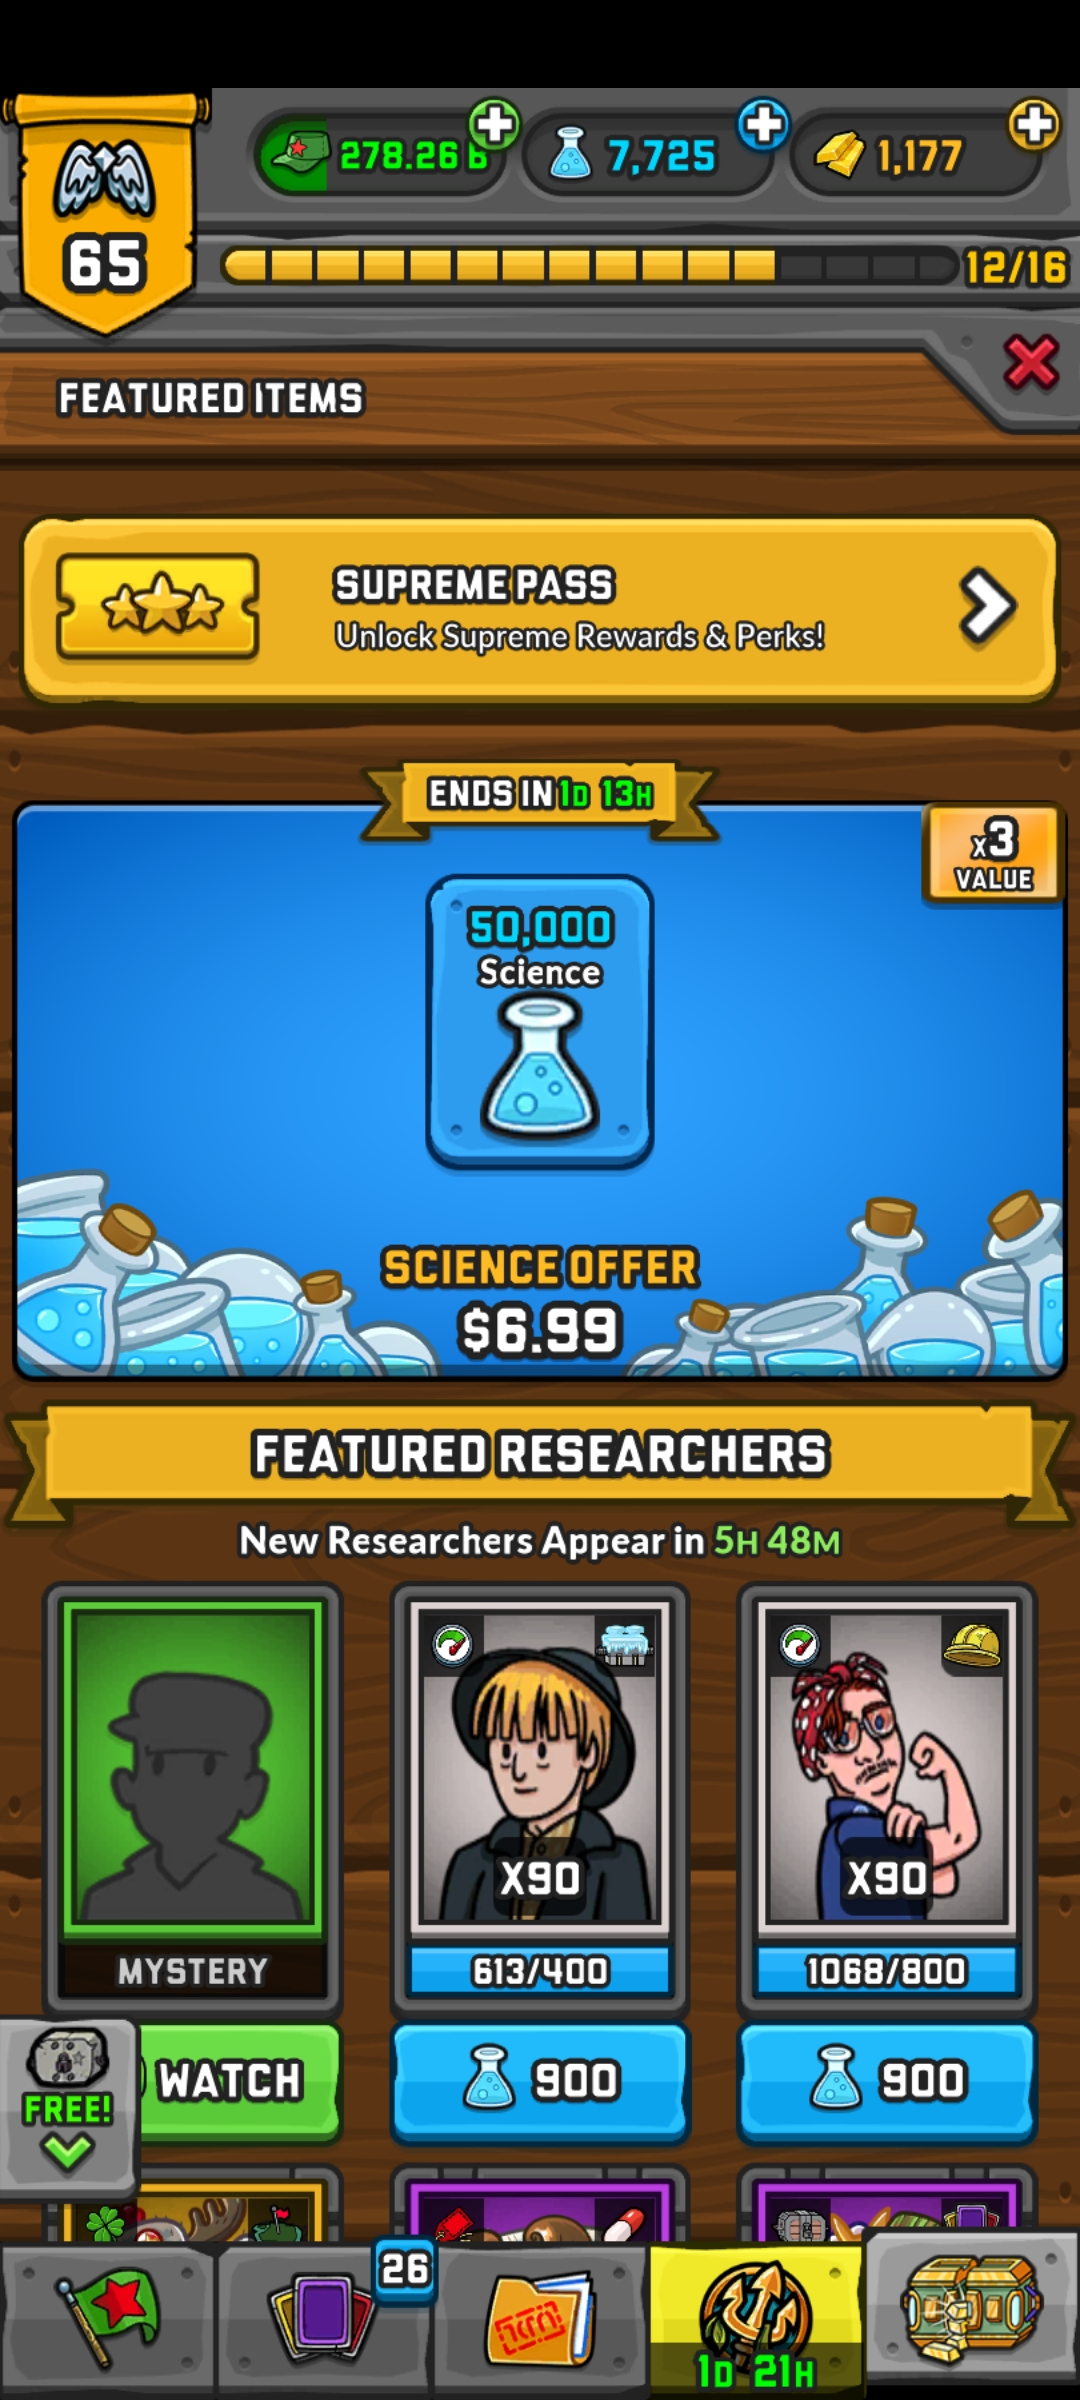 278.26 B
7,725
1,177
65
12/16
FEATURED ITEMS
SUPREME PASS
Unlock Supreme Rewards & Perks!
ENDS IN 1D 13H
X3
VALUE
50,000
Science
SCIENCE OFFER
$6.99
FEATURED RESEARCHERS
New Researchers Appear in 5H 48M
X90
X90
MYSTERY
613/400
1068/800
WATCH
900
900
FREE!
26
1D 21H